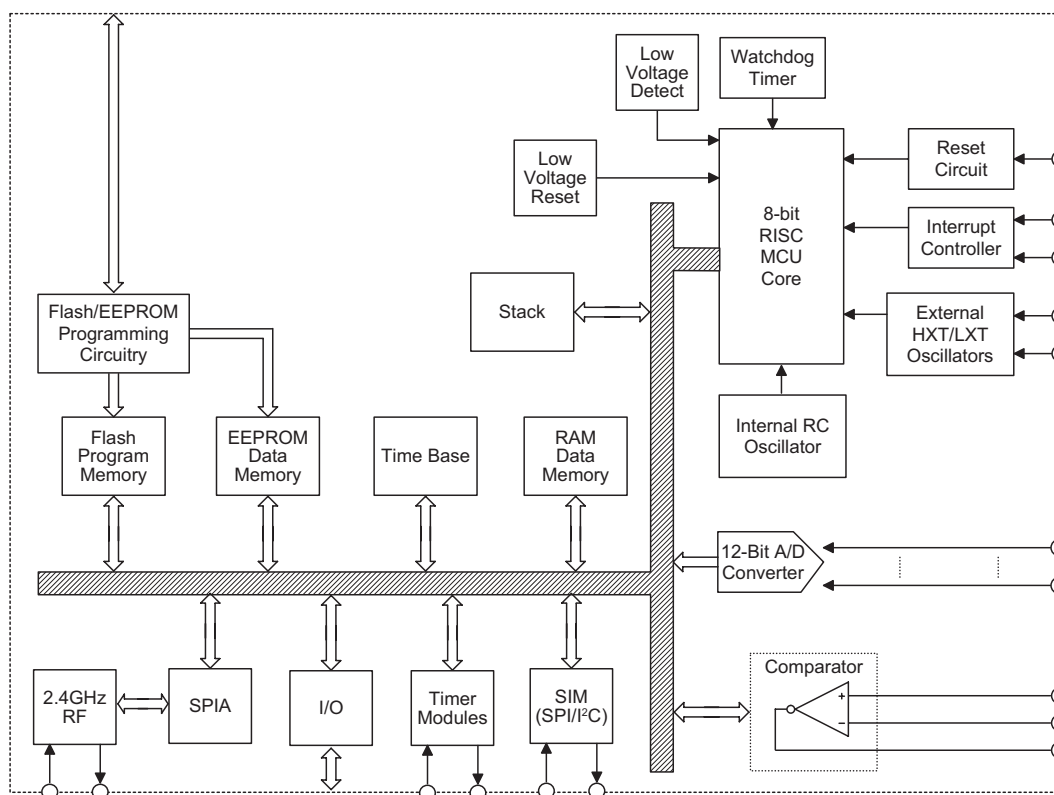 Low
Voltage
Detect
Watchdog
Timer
Low
Voltage
Reset
8-bit
RISC
MCU
Core
Reset
Circuit
Interrupt
Controller
External
HXT/LXT
Oscillators
Flash/EEPROM
Programming
Circuitry
Stack
Internal RC
Oscillator
Flash
Program
Memory
EEPROM
Data
Memory
Time Base
RAM
Data
Memory
12-Bit A/D
Converter
2.4GHz
RF
SPIA
I/O
Timer
Modules
SIM
(SPI/I²C)
Comparator
+
−